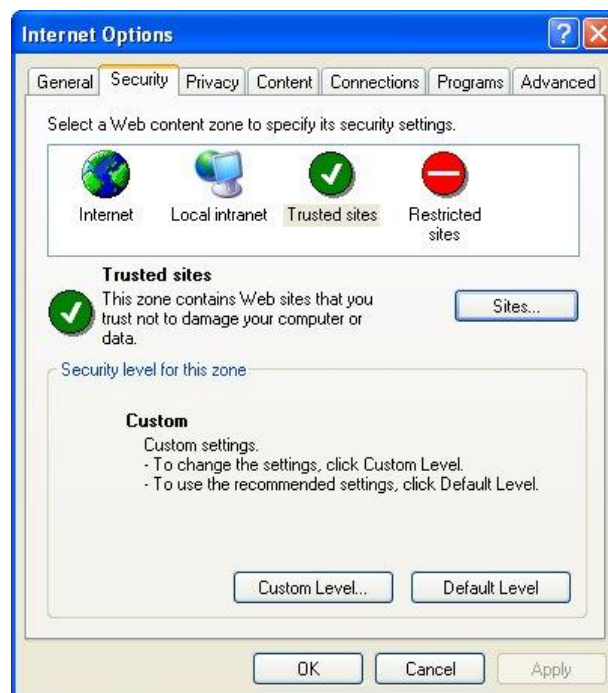 Internet Options
General Security Privacy Content Connections Programs Advanced
Select a Web content zone to specify its security settings.
Internet Local intranet Trusted sites Restricted
sites
Trusted sites
This zone contains Web sites that you
trust not to damage your computer or
data.
Sites...
Security level for this zone
Custom
Custom settings.
- To change the settings, click Custom Level.
- To use the recommended settings, click Default Level.
Custom Level... Default Level
OK Cancel Apply